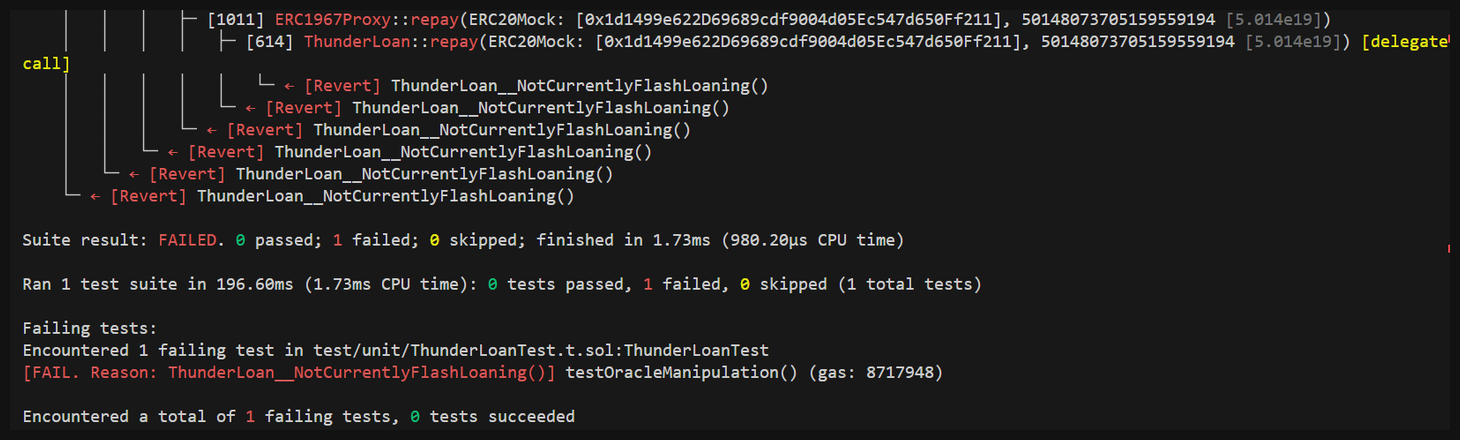 [1011] ERC1967Proxy::repay(ERC20Mock: [0x1d1499e622D69689cdf9004d05Ec547d650Ff211], 50148073705159559194 [5.014e19])
[614] ThunderLoan::repay(ERC20Mock: [0x1d1499e622D69689cdf9004d05Ec547d650Ff211], 50148073705159559194 [5.014e19]) [delegate
call]
← [Revert] ThunderLoan__NotCurrentlyFlashLoaning()
← [Revert] ThunderLoan__NotCurrentlyFlashLoaning()
← [Revert] ThunderLoan__NotCurrentlyFlashLoaning()
← [Revert] ThunderLoan__NotCurrentlyFlashLoaning()
← [Revert] ThunderLoan__NotCurrentlyFlashLoaning()
← [Revert] ThunderLoan__NotCurrentlyFlashLoaning()
Suite result: FAILED. 0 passed; 1 failed; 0 skipped; finished in 1.73ms (980.20µs CPU time)
Ran 1 test suite in 196.60ms (1.73ms CPU time): 0 tests passed, 1 failed, 0 skipped (1 total tests)
Failing tests:
Encountered 1 failing test in test/unit/ThunderLoanTest.t.sol:ThunderLoanTest
[FAIL. Reason: ThunderLoan__NotCurrentlyFlashLoaning()] testOracleManipulation() (gas: 8717948)
Encountered a total of 1 failing tests, 0 tests succeeded